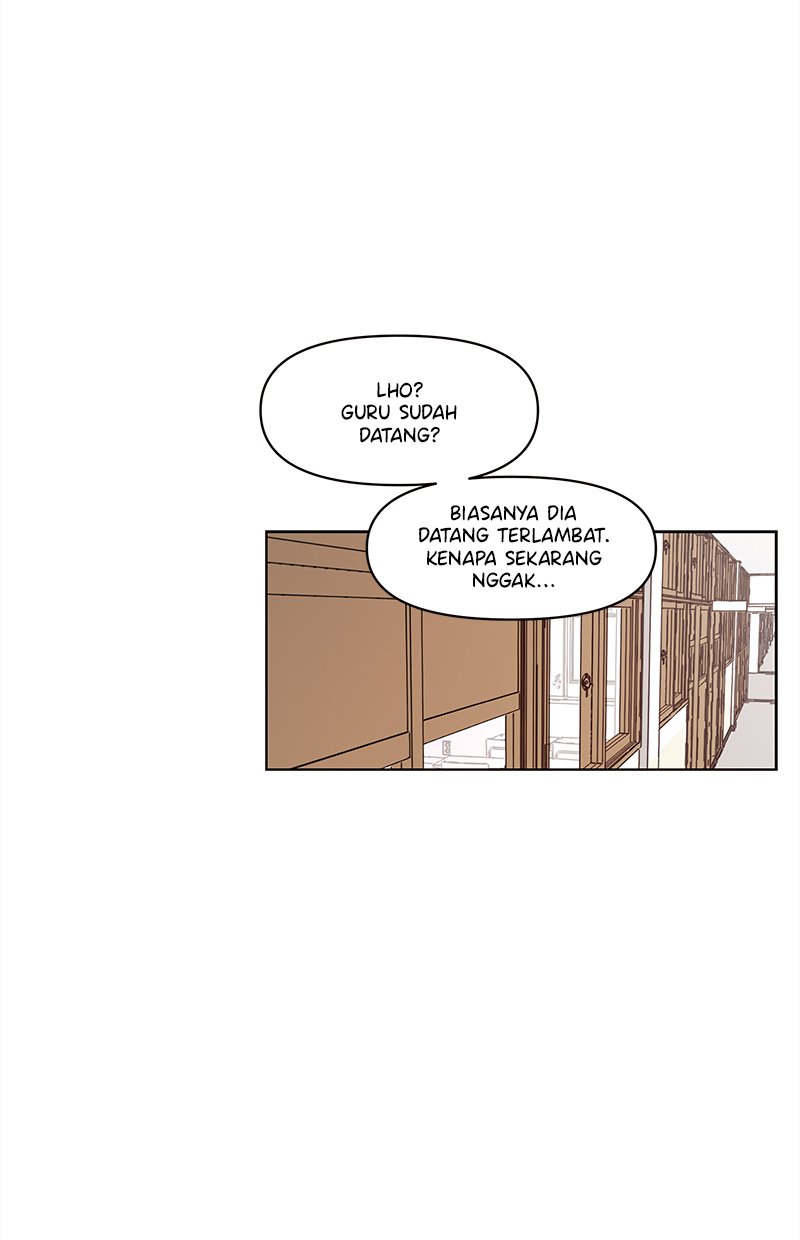 LHO?
GURU SUDAH
DATANG?
BIASANYA DIA
DATANG TERLAMBAT.
KENAPA SEKARANG
NGGAK...